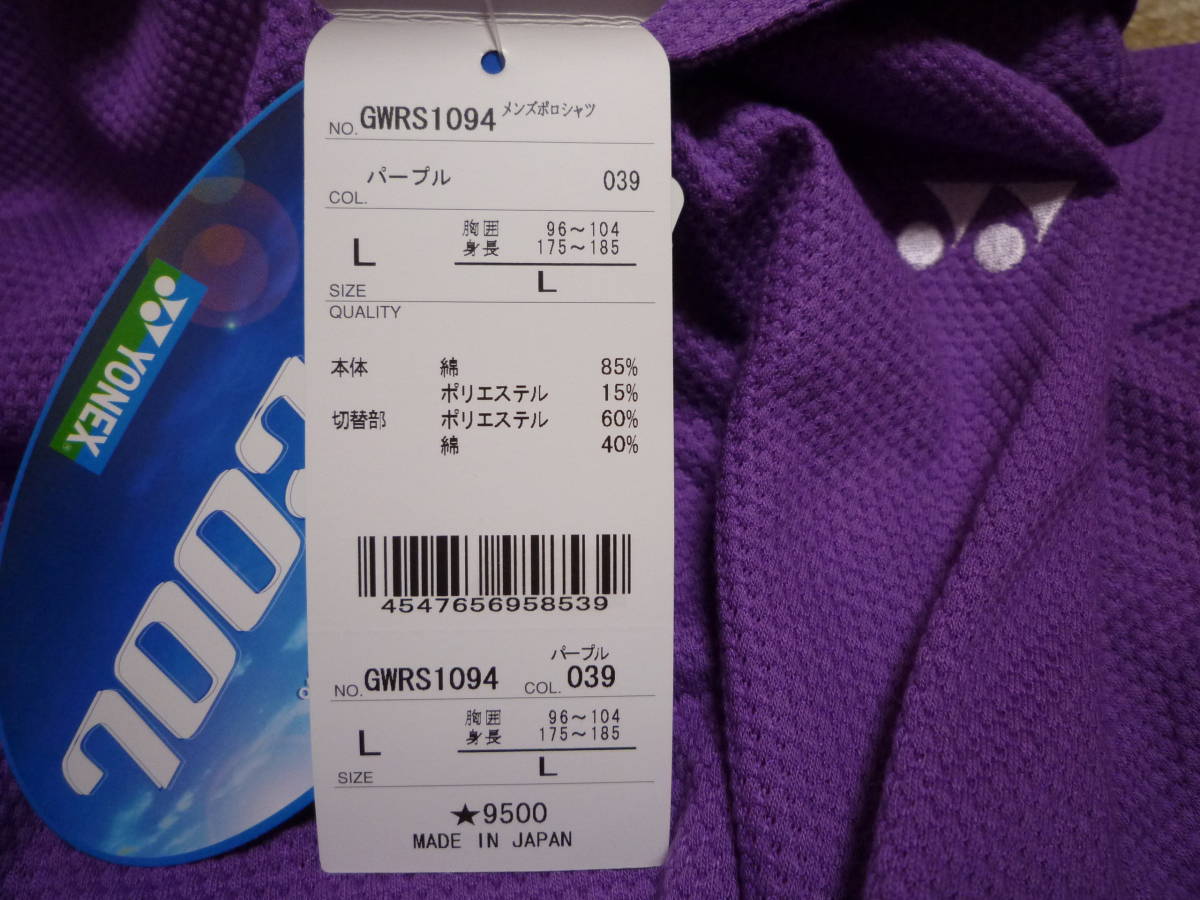 NO. GWRS1094 メンズポロシャツ
COL. パープル 039
胸囲 96～104
L 身長 175～185
SIZE L
QUALITY
本体 綿 85%
ポリエステル 15%
切替部 ポリエステル 60%
綿 40%
4547656958539
パープル
NO. GWRS1094 COL. 039
胸囲 96～104
L 身長 175～185
SIZE L
★9500
MADE IN JAPAN
YONEX®
COOL